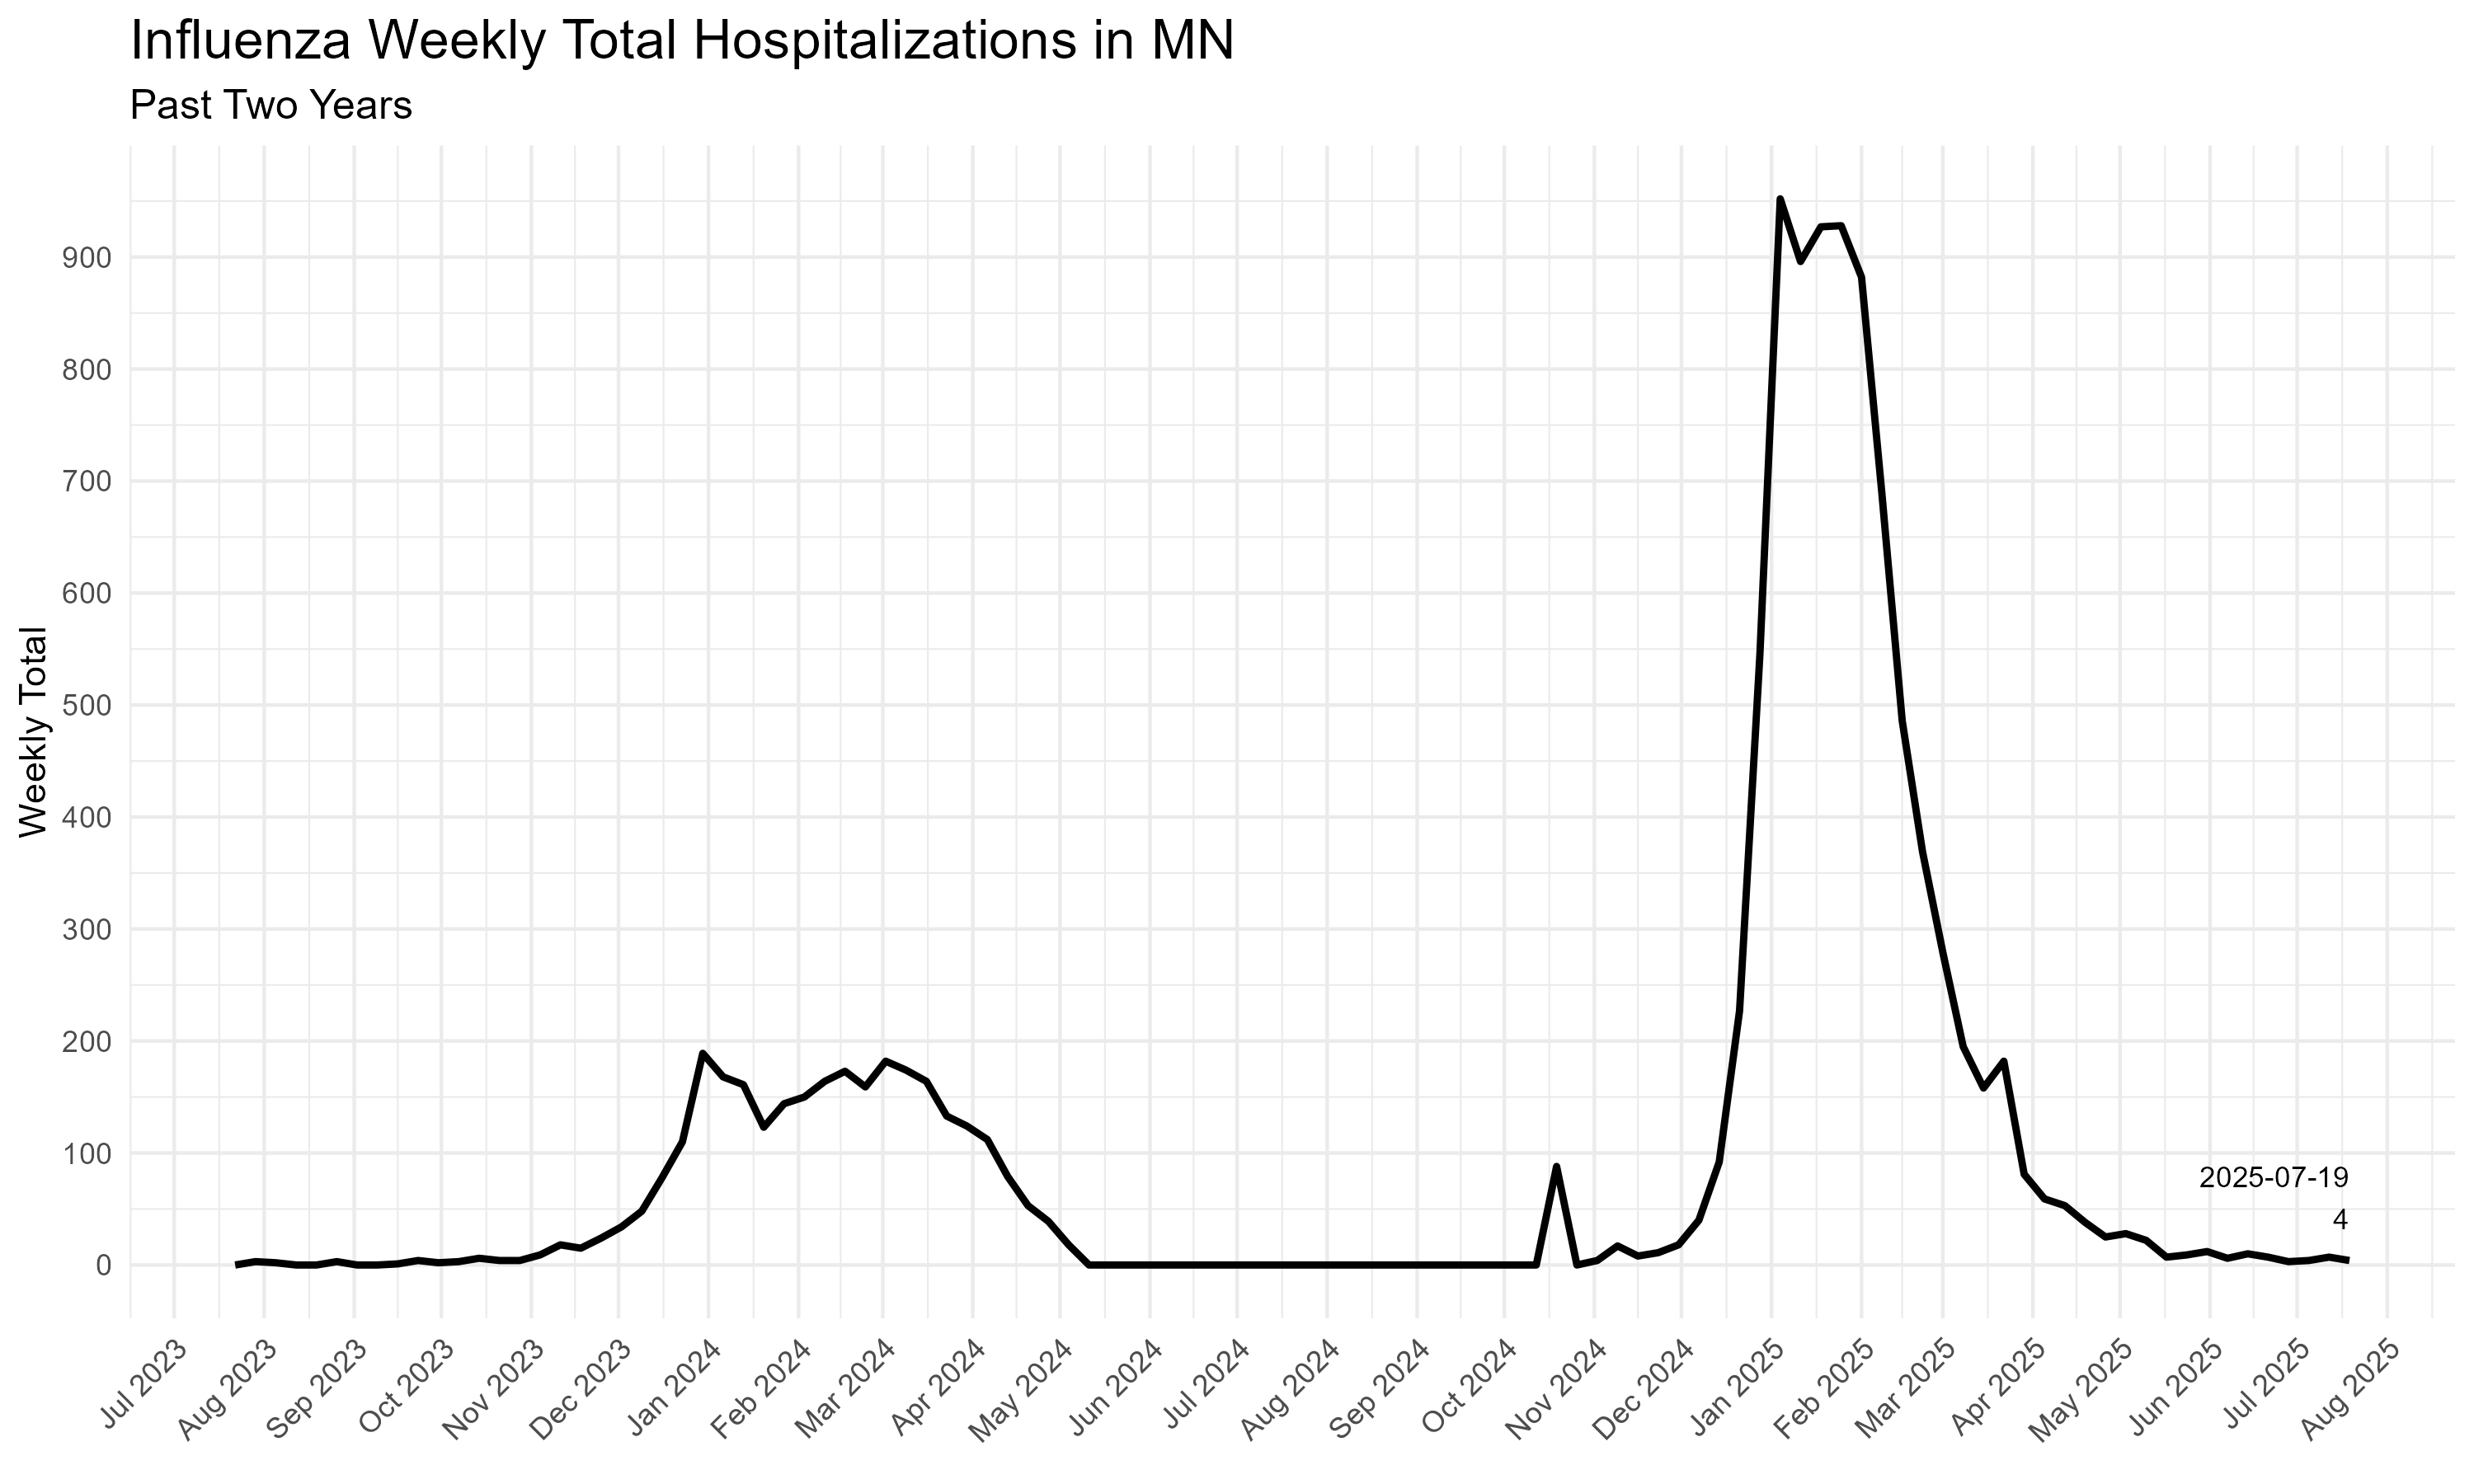 Influenza Weekly Total Hospitalizations in MN
Past Two Years
Weekly Total
900
800
700
600
500
400
300
200
100
0
2025-07-19
4
Jul 2023
Aug 2023
Sep 2023
Oct 2023
Nov 2023
Dec 2023
Jan 2024
Feb 2024
Mar 2024
Apr 2024
May 2024
Jun 2024
Jul 2024
Aug 2024
Sep 2024
Oct 2024
Nov 2024
Dec 2024
Jan 2025
Feb 2025
Mar 2025
Apr 2025
May 2025
Jun 2025
Jul 2025
Aug 2025